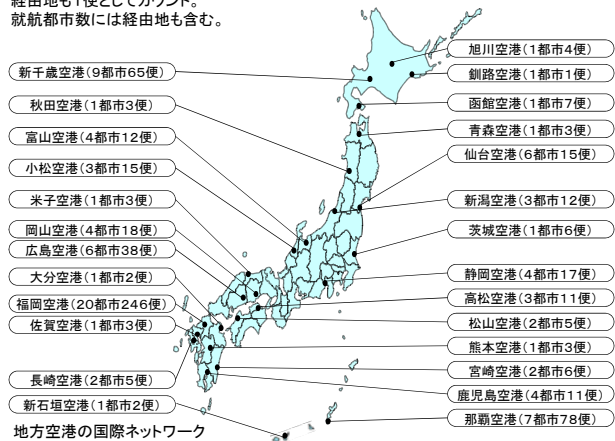 経由地も1便としてカウント。
就航都市数には経由地も含む。
新千歳空港(9都市65便)
秋田空港(1都市3便)
富山空港(4都市12便)
小松空港(3都市15便)
米子空港(1都市3便)
岡山空港(4都市18便)
広島空港(6都市38便)
大分空港(1都市2便)
福岡空港(20都市246便)
佐賀空港(1都市3便)
長崎空港(2都市5便)
新石垣空港(1都市2便)
旭川空港(1都市4便)
釧路空港(1都市1便)
函館空港(1都市7便)
青森空港(1都市3便)
仙台空港(6都市15便)
新潟空港(3都市12便)
茨城空港(1都市6便)
静岡空港(4都市17便)
高松空港(3都市11便)
松山空港(2都市5便)
熊本空港(1都市3便)
宮崎空港(2都市6便)
鹿児島空港(4都市11便)
那覇空港(7都市78便)
地方空港の国際ネットワーク